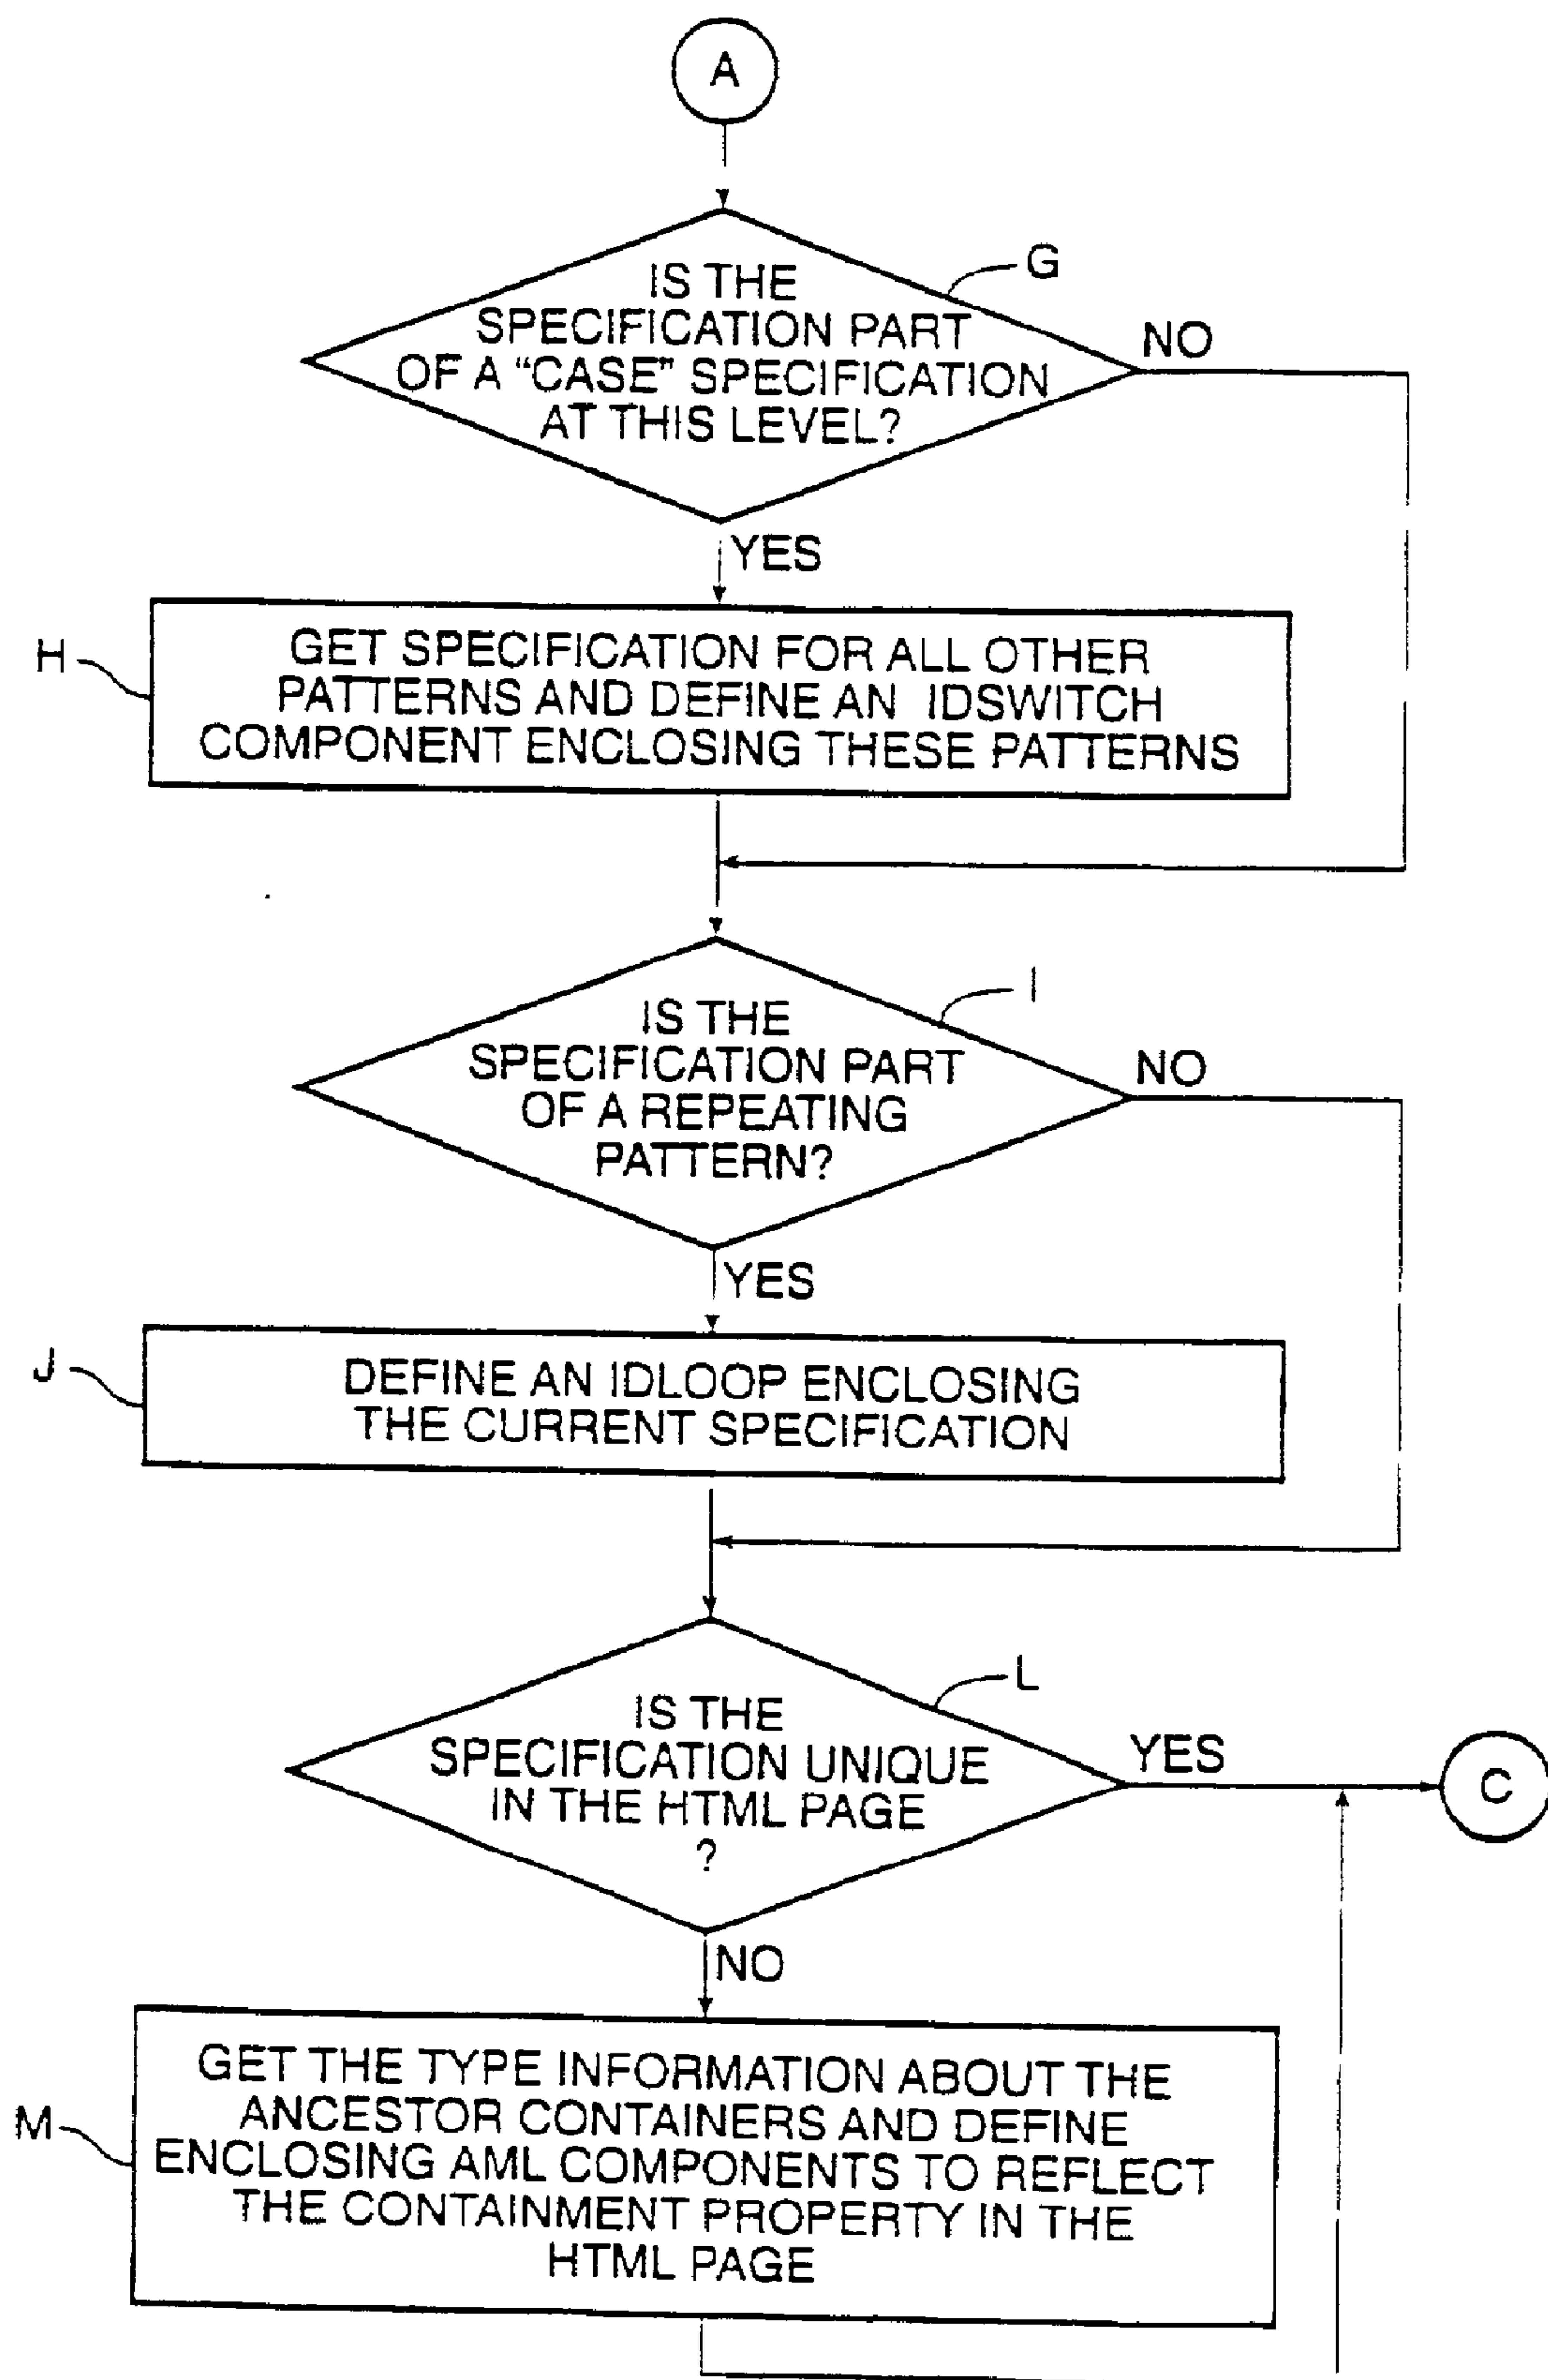 A
G
IS THE
SPECIFICATION PART
OF A “CASE” SPECIFICATION
AT THIS LEVEL?
NO
YES
H
GET SPECIFICATION FOR ALL OTHER
PATTERNS AND DEFINE AN IDSWITCH
COMPONENT ENCLOSING THESE PATTERNS
I
IS THE
SPECIFICATION PART
OF A REPEATING
PATTERN?
NO
YES
J
DEFINE AN IDLOOP ENCLOSING
THE CURRENT SPECIFICATION
L
IS THE
SPECIFICATION UNIQUE
IN THE HTML PAGE
?
YES
C
NO
M
GET THE TYPE INFORMATION ABOUT THE
ANCESTOR CONTAINERS AND DEFINE
ENCLOSING AML COMPONENTS TO REFLECT
THE CONTAINMENT PROPERTY IN THE
HTML PAGE